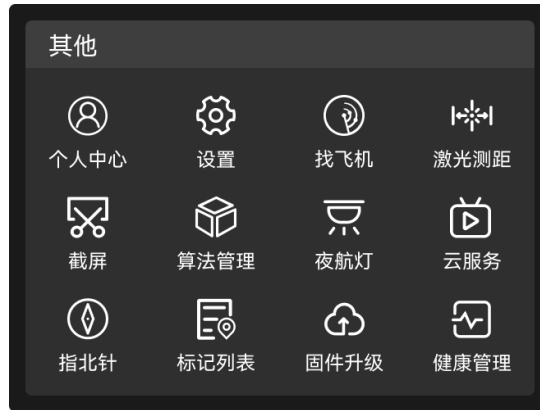 其他
个人中心 设置 找飞机 激光测距
截屏 算法管理 夜航灯 云服务
指北针 标记列表 固件升级 健康管理